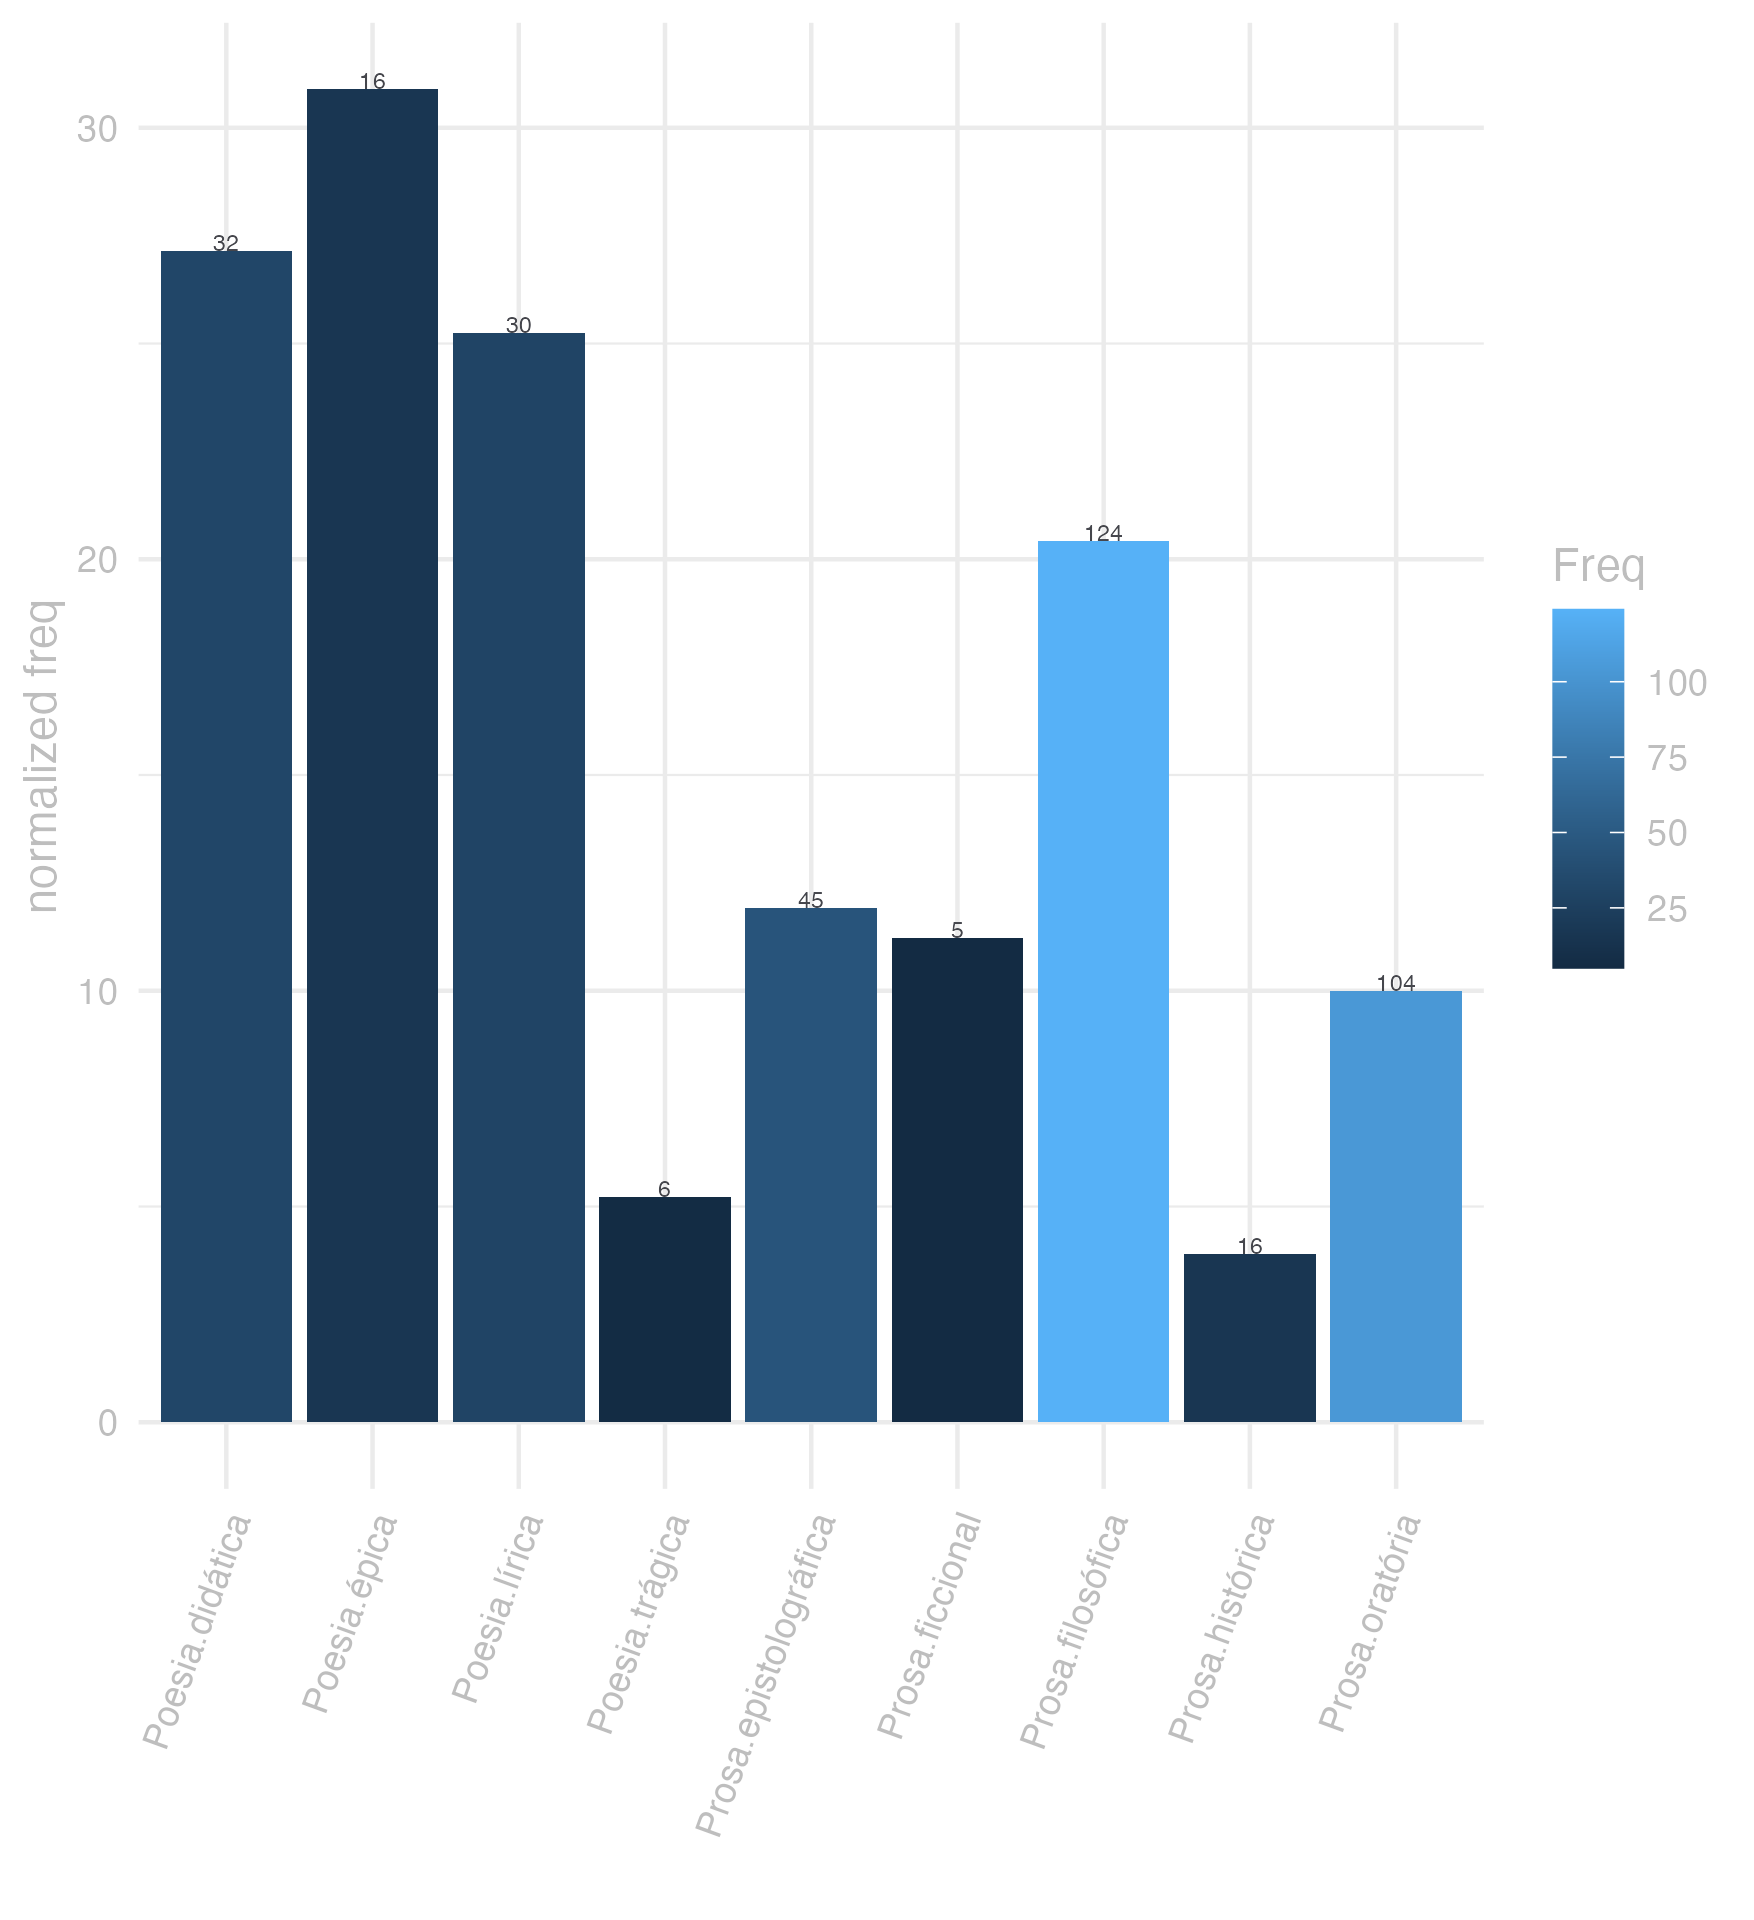 16
30
32
30
124
20
Freq
100
75
normalized freq
50
45
25
5
104
10
6
16
0
Poesia.didática
Poesia.épica
Poesia.lírica
Poesia.trágica
Prosa.epistolográfica
Prosa.ficcional
Prosa.filosófica
Prosa.histórica
Prosa.oratória